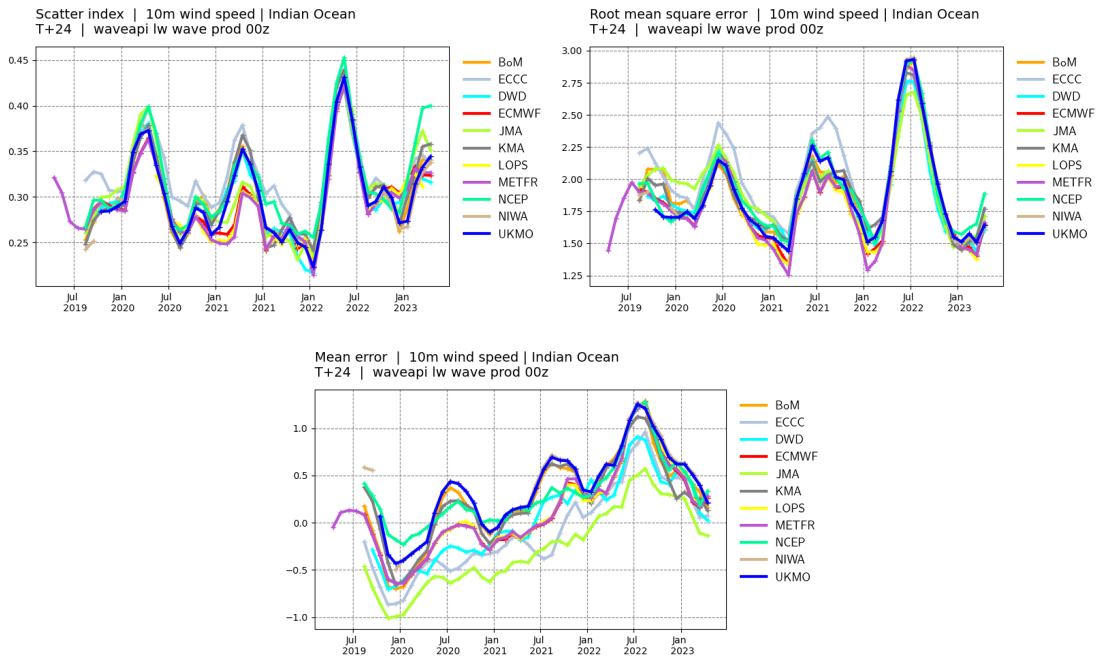 Scatter index | 10m wind speed | Indian Ocean
T+24 | waveapi lw wave prod 00z
0.45
0.40
0.35
0.30
0.25
Jul 2019
Jan 2020
Jul 2020
Jan 2021
Jul 2021
Jan 2022
Jul 2022
Jan 2023
BoM
ECCC
DWD
ECMWF
JMA
KMA
LOPS
METFR
NCEP
NIWA
UKMO
Root mean square error | 10m wind speed | Indian Ocean
T+24 | waveapi lw wave prod 00z
3.00
2.75
2.50
2.25
2.00
1.75
1.50
1.25
Jul 2019
Jan 2020
Jul 2020
Jan 2021
Jul 2021
Jan 2022
Jul 2022
Jan 2023
BoM
ECCC
DWD
ECMWF
JMA
KMA
LOPS
METFR
NCEP
NIWA
UKMO
Mean error | 10m wind speed | Indian Ocean
T+24 | waveapi lw wave prod 00z
1.0
0.5
0.0
−0.5
−1.0
Jul 2019
Jan 2020
Jul 2020
Jan 2021
Jul 2021
Jan 2022
Jul 2022
Jan 2023
BoM
ECCC
DWD
ECMWF
JMA
KMA
LOPS
METFR
NCEP
NIWA
UKMO